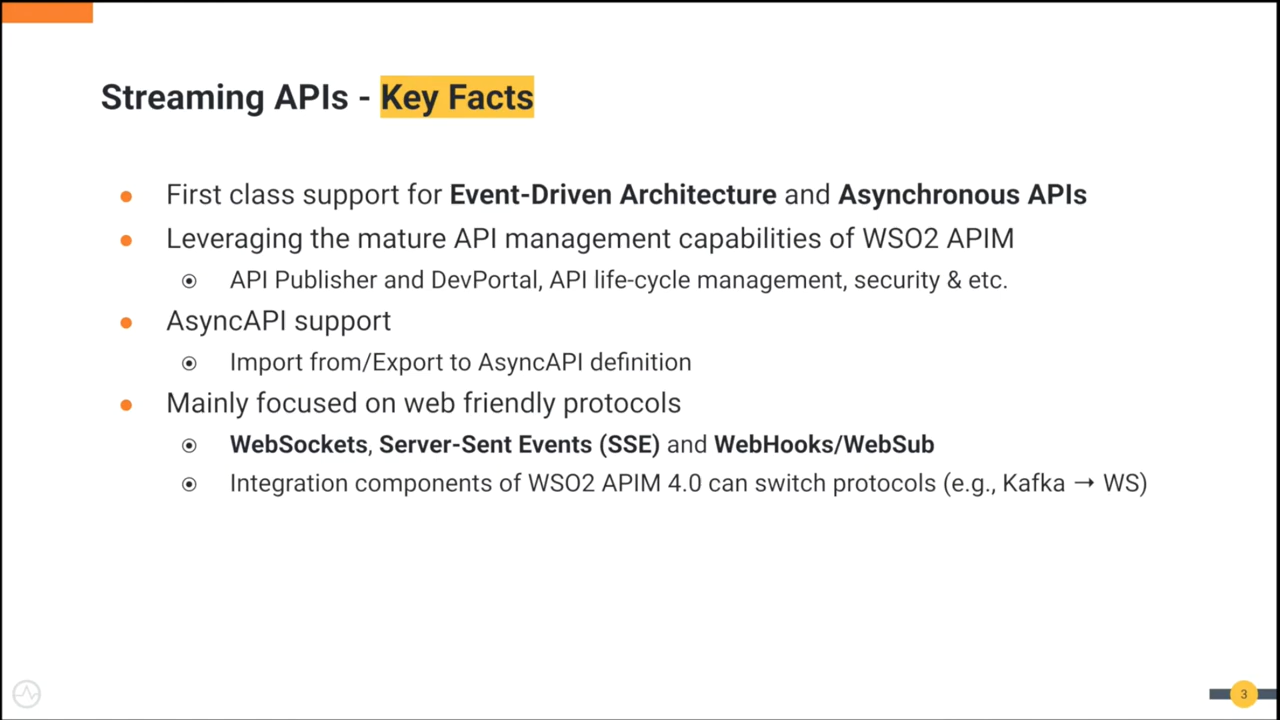 Streaming APIs - Key Facts
First class support for Event-Driven Architecture and Asynchronous APIs
Leveraging the mature API management capabilities of WSO2 APIM
API Publisher and DevPortal, API life-cycle management, security & etc.
AsyncAPI support
Import from/Export to AsyncAPI definition
Mainly focused on web friendly protocols
WebSockets, Server-Sent Events (SSE) and WebHooks/WebSub
Integration components of WSO2 APIM 4.0 can switch protocols (e.g., Kafka → WS)
3